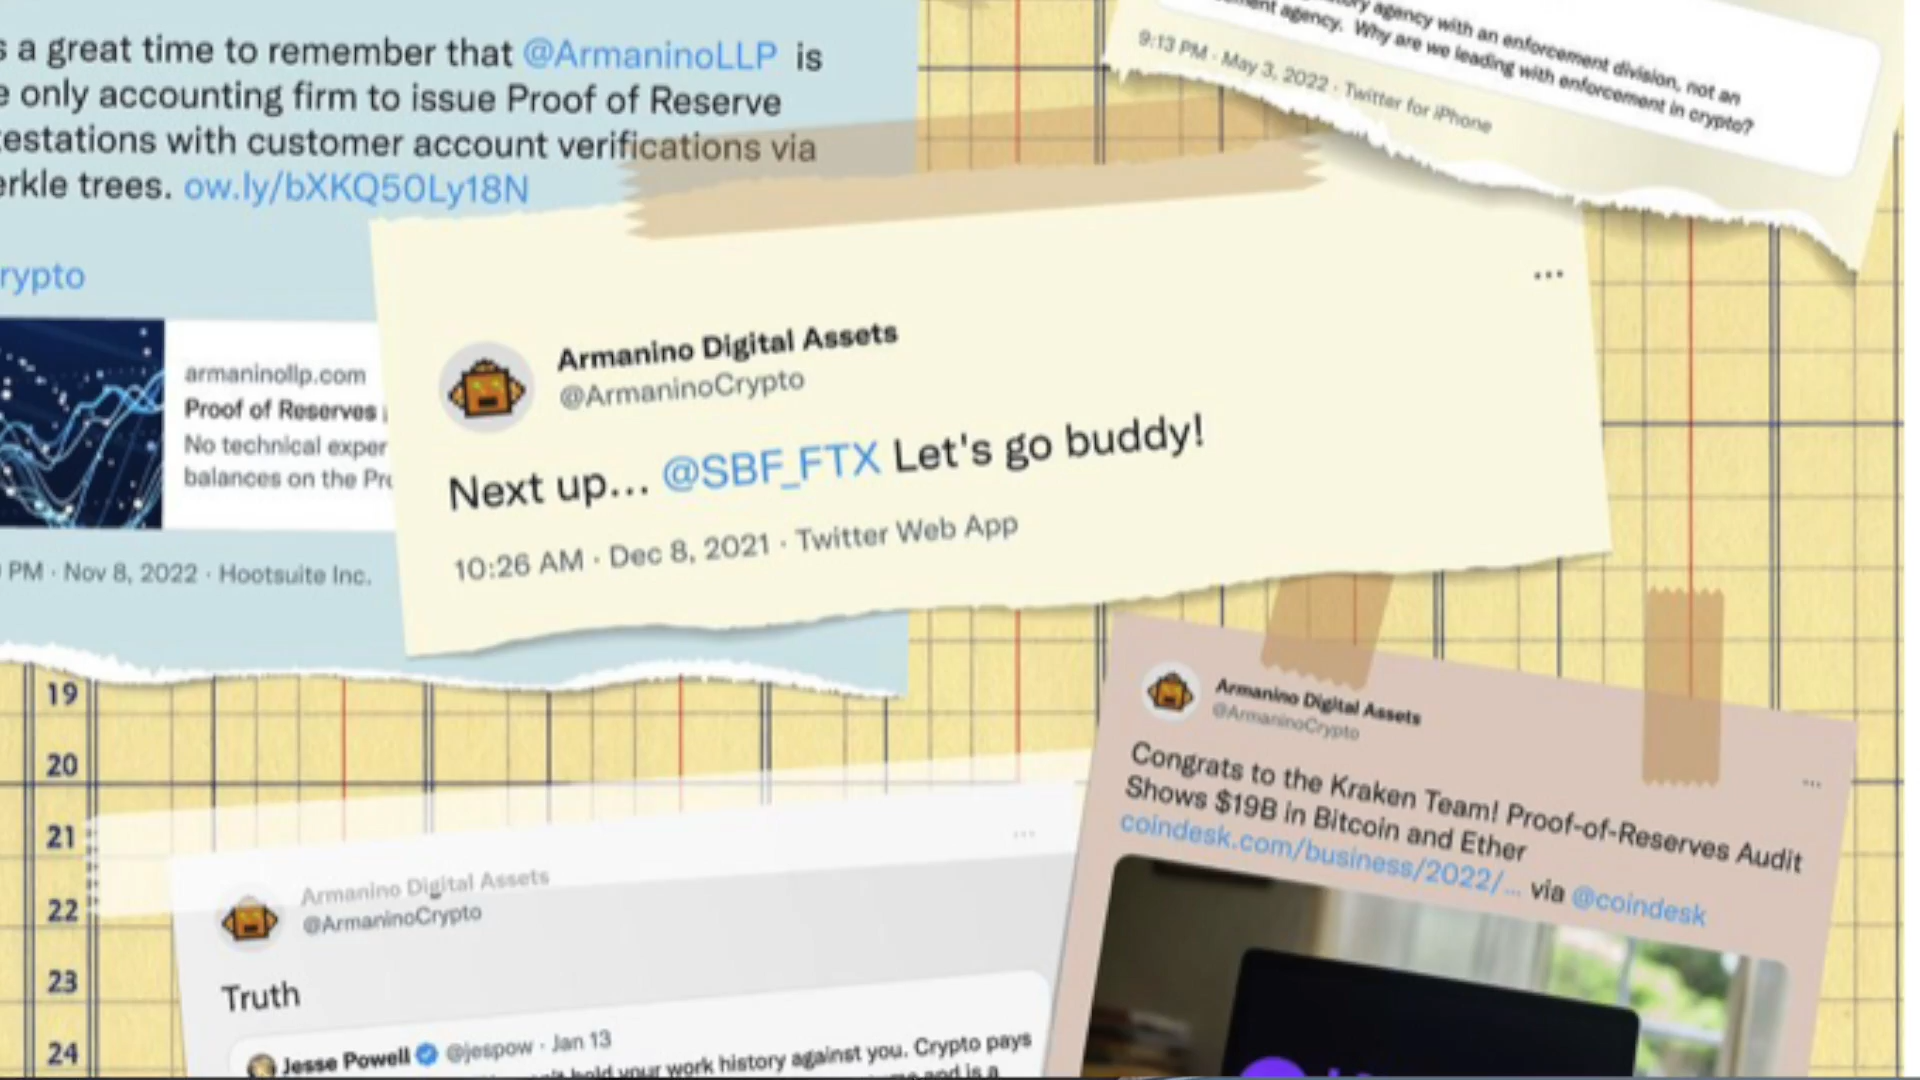 a great time to remember that @ArmaninoLLP is
only accounting firm to issue Proof of Reserve
with customer account verifications via
trees. ow.ly/bXKQ50Ly18N
armaninollp.com
Proof of Reserves
No technical
balances on the
PM · Nov 8, 2022 · Hootsuite Inc.
agency with an enforcement division, not an
agency. Why are we leading with enforcement in crypto?
9:13 PM · May 3, 2022 · Twitter for iPhone
...
Armanino Digital Assets
@ArmaninoCrypto
Next up... @SBF_FTX Let's go buddy!
10:26 AM · Dec 8, 2021 · Twitter Web App
19
20
21
22
23
24
...
Armanino Digital Assets
@ArmaninoCrypto
Truth
Jesse Powell @jespow · Jan 13
hold your work history against you. Crypto pays
and is a
Armanino Digital Assets
@ArmaninoCrypto
...
Congrats to the Kraken Team! Proof-of-Reserves Audit
Shows $19B in Bitcoin and Ether
coindesk.com/business/2022/... via @coindesk